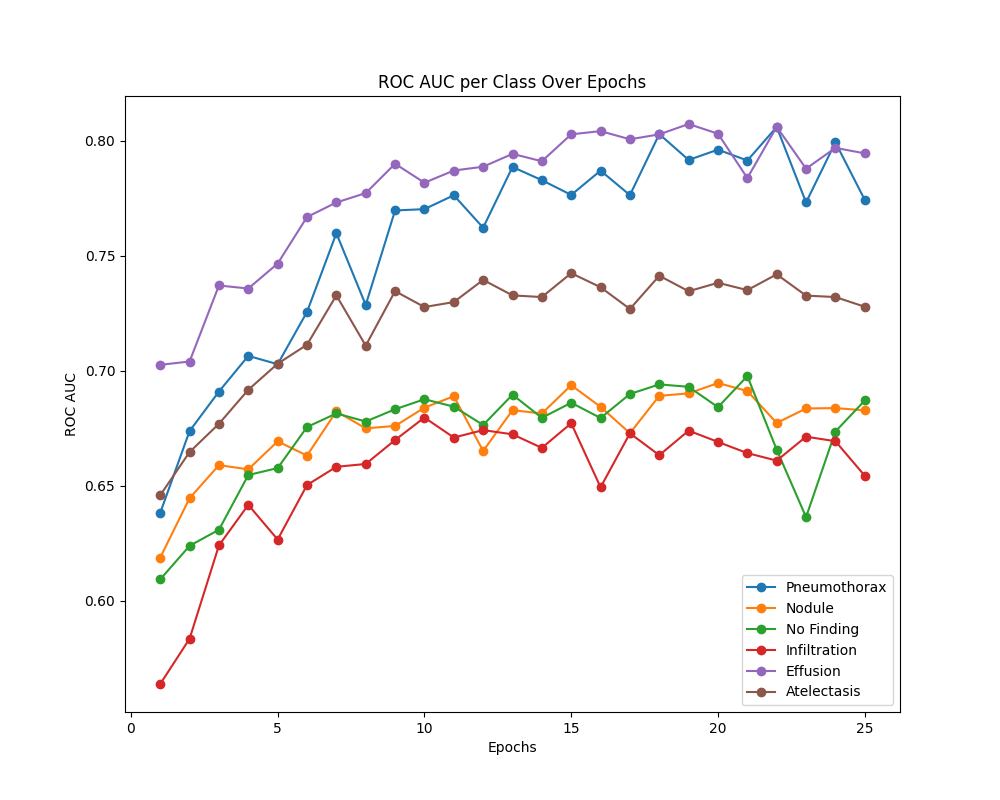 ROC AUC per Class Over Epochs
0.80
0.75
0.70
0.65
0.60
ROC AUC
0
5
10
15
20
25
Epochs
Pneumothorax
Nodule
No Finding
Infiltration
Effusion
Atelectasis